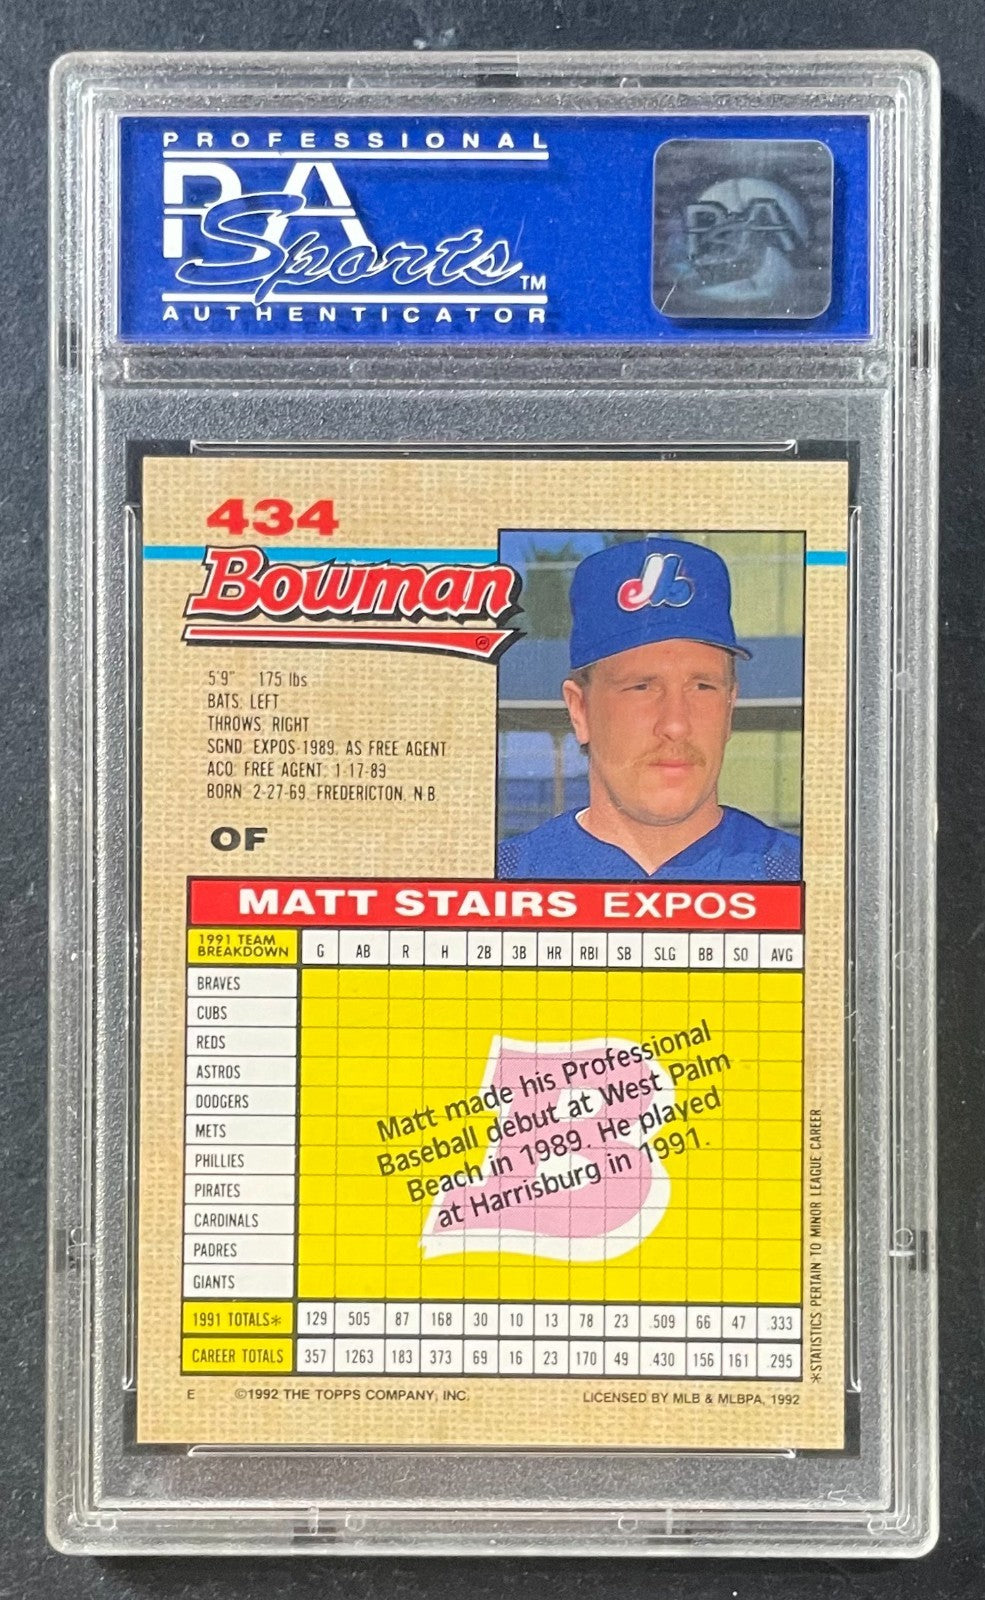 PROFESSIONAL
PSA
Sports™
AUTHENTICATOR
PSA
434
Bowman®
5'9" 175 lbs
BATS: LEFT
THROWS: RIGHT
SGND: EXPOS-1989, AS FREE AGENT
ACQ: FREE AGENT, 1-17-89
BORN: 2-27-69, FREDERICTON, N.B.
OF
MATT STAIRS EXPOS
1991 TEAM BREAKDOWN G AB R H 2B 3B HR RBI SB SLG BB SO AVG
BRAVES
CUBS
REDS
ASTROS
DODGERS
METS
PHILLIES
PIRATES
CARDINALS
PADRES
GIANTS
Matt made his Professional
Baseball debut at West Palm
Beach in 1989. He played
at Harrisburg in 1991.
1991 TOTALS* 129 505 87 168 30 10 13 78 23 .509 66 47 .333
CAREER TOTALS 357 1263 183 373 69 16 23 170 49 .430 156 161 .295
*STATISTICS PERTAIN TO MINOR LEAGUE CAREER
E ©1992 THE TOPPS COMPANY, INC. LICENSED BY MLB & MLBPA, 1992